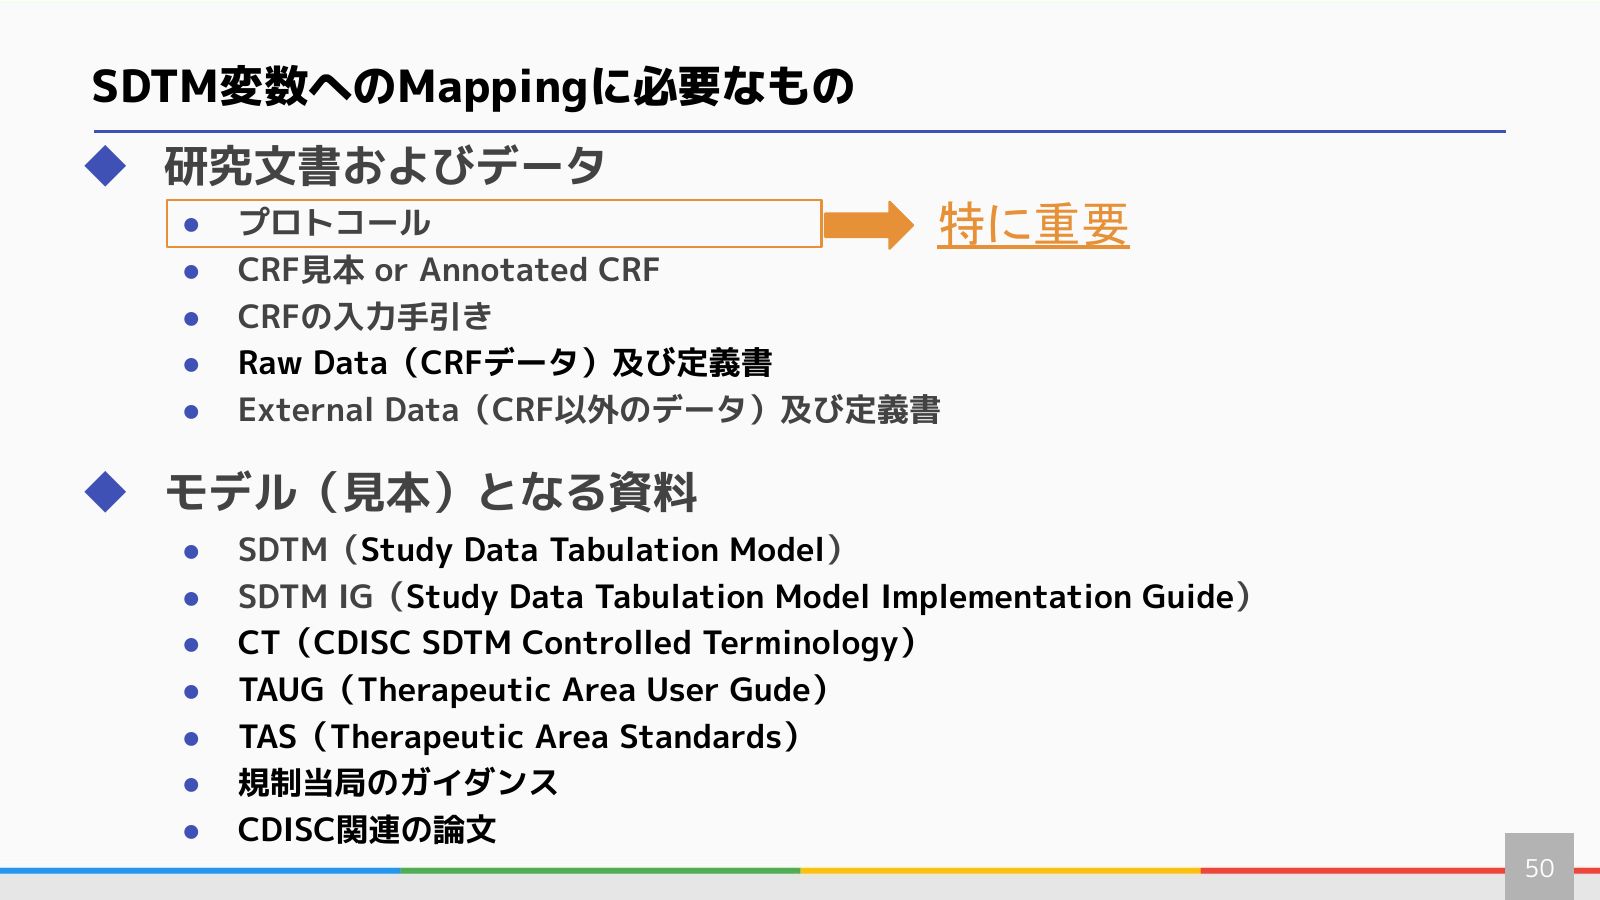 SDTM変数へのMappingに必要なもの
研究文書およびデータ
プロトコール
特に重要
CRF見本 or Annotated CRF
CRFの入力手引き
Raw Data（CRFデータ）及び定義書
External Data（CRF以外のデータ）及び定義書
モデル（見本）となる資料
SDTM（Study Data Tabulation Model）
SDTM IG（Study Data Tabulation Model Implementation Guide）
CT（CDISC SDTM Controlled Terminology）
TAUG（Therapeutic Area User Gude）
TAS（Therapeutic Area Standards）
規制当局のガイダンス
CDISC関連の論文
50